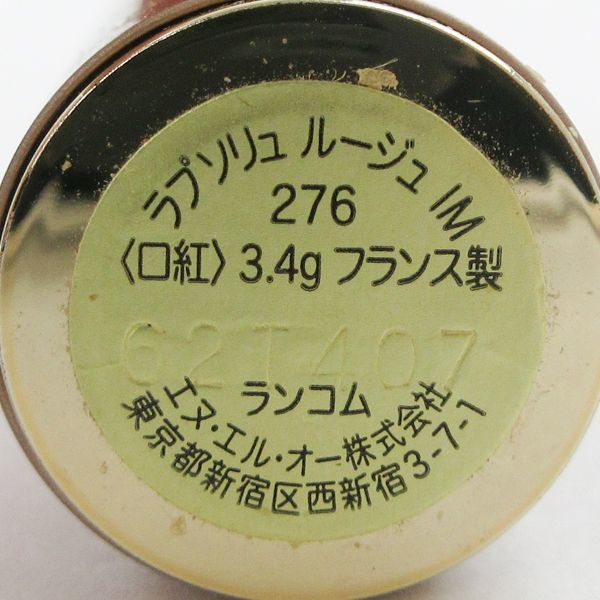 ラプソリュ ルージュ IM
276
〈口紅〉 3.4g フランス製
62T407
ランコム
エヌ・エル・オー株式会社
東京都新宿区西新宿3-7-1